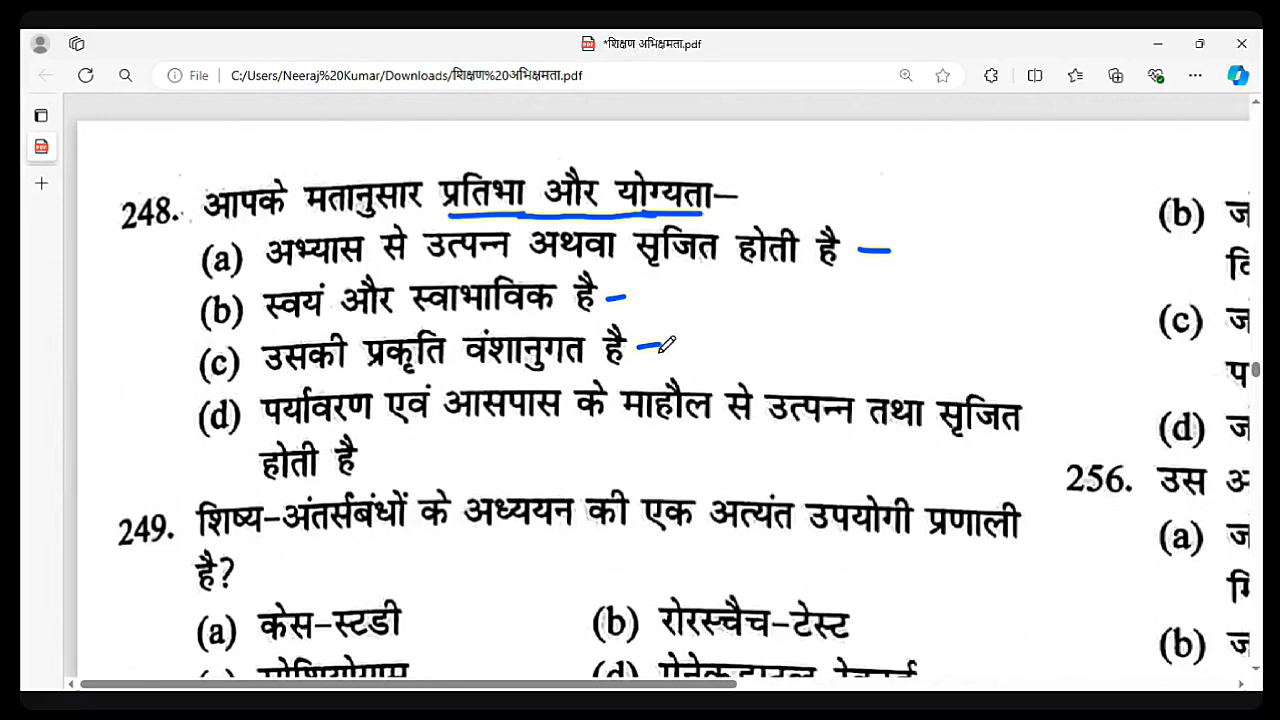 *शिक्षण अभिक्षमता.pdf
File C:/Users/Neeraj%20Kumar/Downloads/शिक्षण%20अभिक्षमता.pdf
248. आपके मतानुसार प्रतिभा और योग्यता–
(a) अभ्यास से उत्पन्न अथवा सृजित होती है
(b) स्वयं और स्वाभाविक है
(c) उसकी प्रकृति वंशानुगत है
(d) पर्यावरण एवं आसपास के माहौल से उत्पन्न तथा सृजित
होती है
249. शिष्य-अंतर्सबंधों के अध्ययन की एक अत्यंत उपयोगी प्रणाली
है?
(a) केस-स्टडी (b) रोरस्चैच-टेस्ट
(d)
(b)
(c)
(d)
256. उस
(a)
(b)